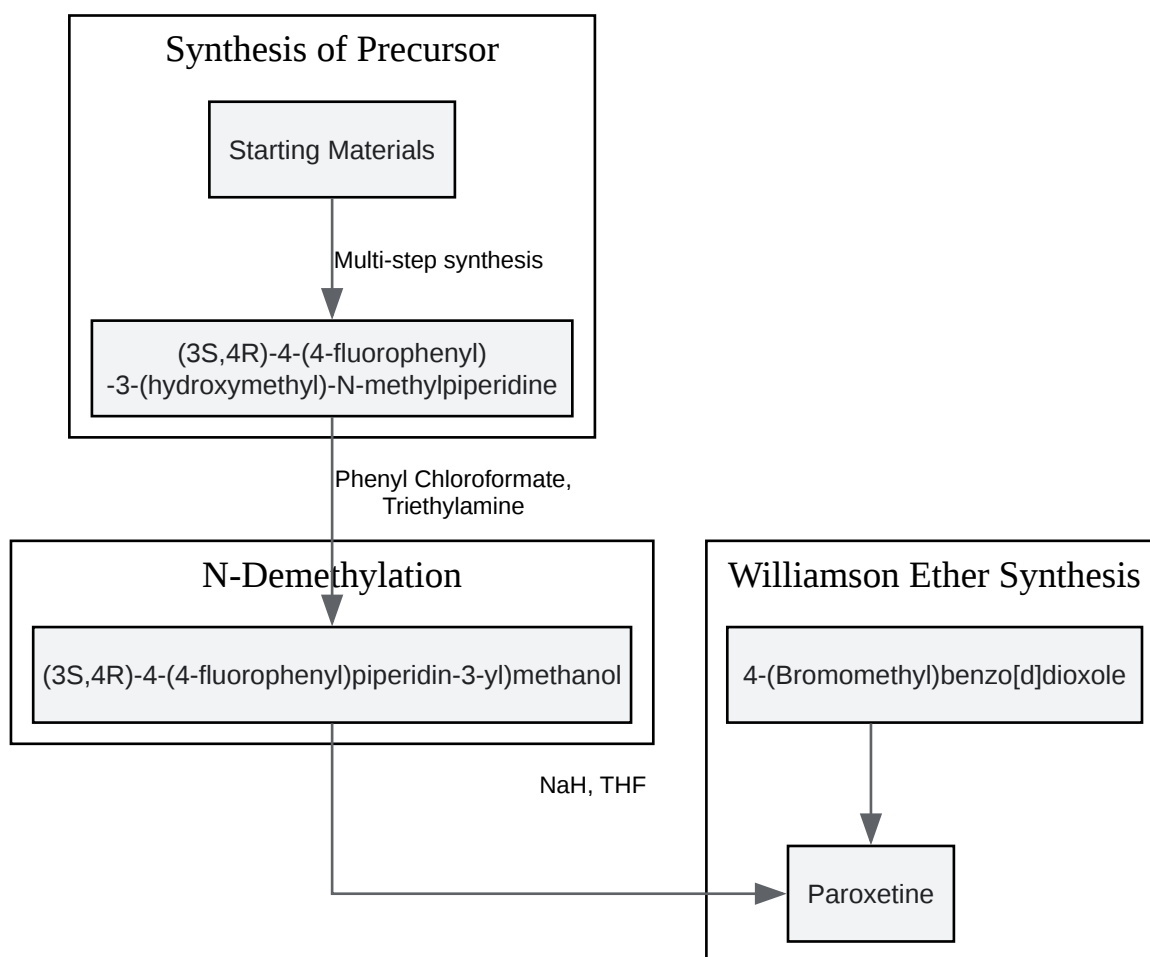 Synthesis of Precursor
Starting Materials
Multi-step synthesis
(3S,4R)-4-(4-fluorophenyl)
-3-(hydroxymethyl)-N-methylpiperidine
Phenyl Chloroformate,
Triethylamine
N-Demethylation
(3S,4R)-4-(4-fluorophenyl)piperidin-3-yl)methanol
Williamson Ether Synthesis
4-(Bromomethyl)benzo[d]dioxole
NaH, THF
Paroxetine